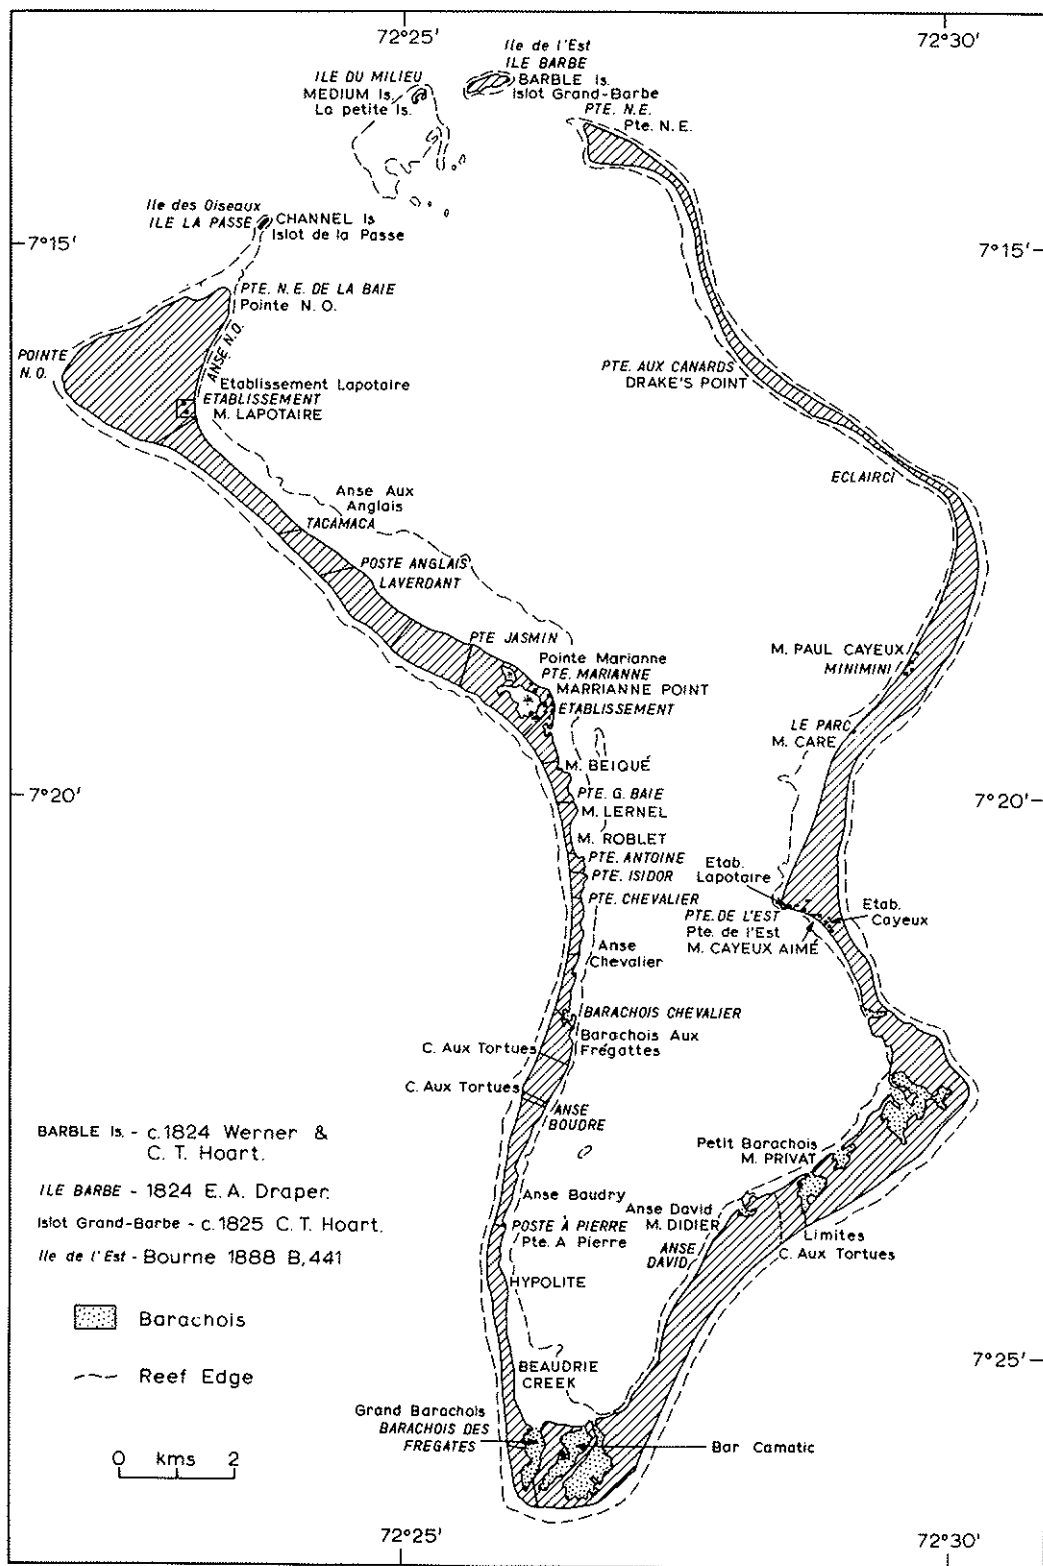 72°25'
72°30'
Ile de l'Est
ILE BARBE
BARBLE Is.
Islot Grand-Barbe
ILE DU MILIEU
MEDIUM Is.
La petite Is.
PTE. N.E.
Pte. N.E.
Ile des Oiseaux
ILE LA PASSE
CHANNEL Is
Islot de la Passe
7°15'
7°15'
PTE. N.E. DE LA BAIE
Pointe N.O.
POINTE
N.O.
ANSE N.O.
Etablissement Lapotaire
ETABLISSEMENT
M. LAPOTAIRE
PTE. AUX CANARDS
DRAKE'S POINT
ECLAIRCI
Anse Aux
Anglais
TACAMACA
POSTE ANGLAIS
LAVERDANT
PTE JASMIN
Pointe Marianne
PTE. MARIANNE
MARRIANNE POINT
ETABLISSEMENT
M. PAUL CAYEUX
MINIMINI
LE PARC
M. CARE
M. BEIQUÉ
7°20'
7°20'
PTE. G. BAIE
M. LERNEL
M. ROBLET
PTE. ANTOINE
PTE. ISIDOR
PTE. CHEVALIER
Etab.
Lapotaire
Etab.
Cayeux
PTE. DE L'EST
Pte. de l'Est
M. CAYEUX AIMÉ
Anse
Chevalier
BARACHOIS CHEVALIER
Barachois Aux
Frégattes
C. Aux Tortues
C. Aux Tortues
ANSE
BOUDRE
Petit Barachois
M. PRIVAT
Anse Baudry
Anse David
M. DIDIER
ANSE
DAVID
Limites
C. Aux Tortues
POSTE À PIERRE
Pte. A Pierre
HYPOLITE
BEAUDRIE
CREEK
7°25'
Grand Barachois
BARACHOIS DES
FREGATES
Bar Camatic
BARBLE Is. - c.1824 Werner &
C. T. Hoart.
ILE BARBE - 1824 E. A. Draper.
Islot Grand-Barbe - c.1825 C.T. Hoart.
Ile de l'Est - Bourne 1888 B,441
Barachois
Reef Edge
0 kms 2
72°25'
72°30'